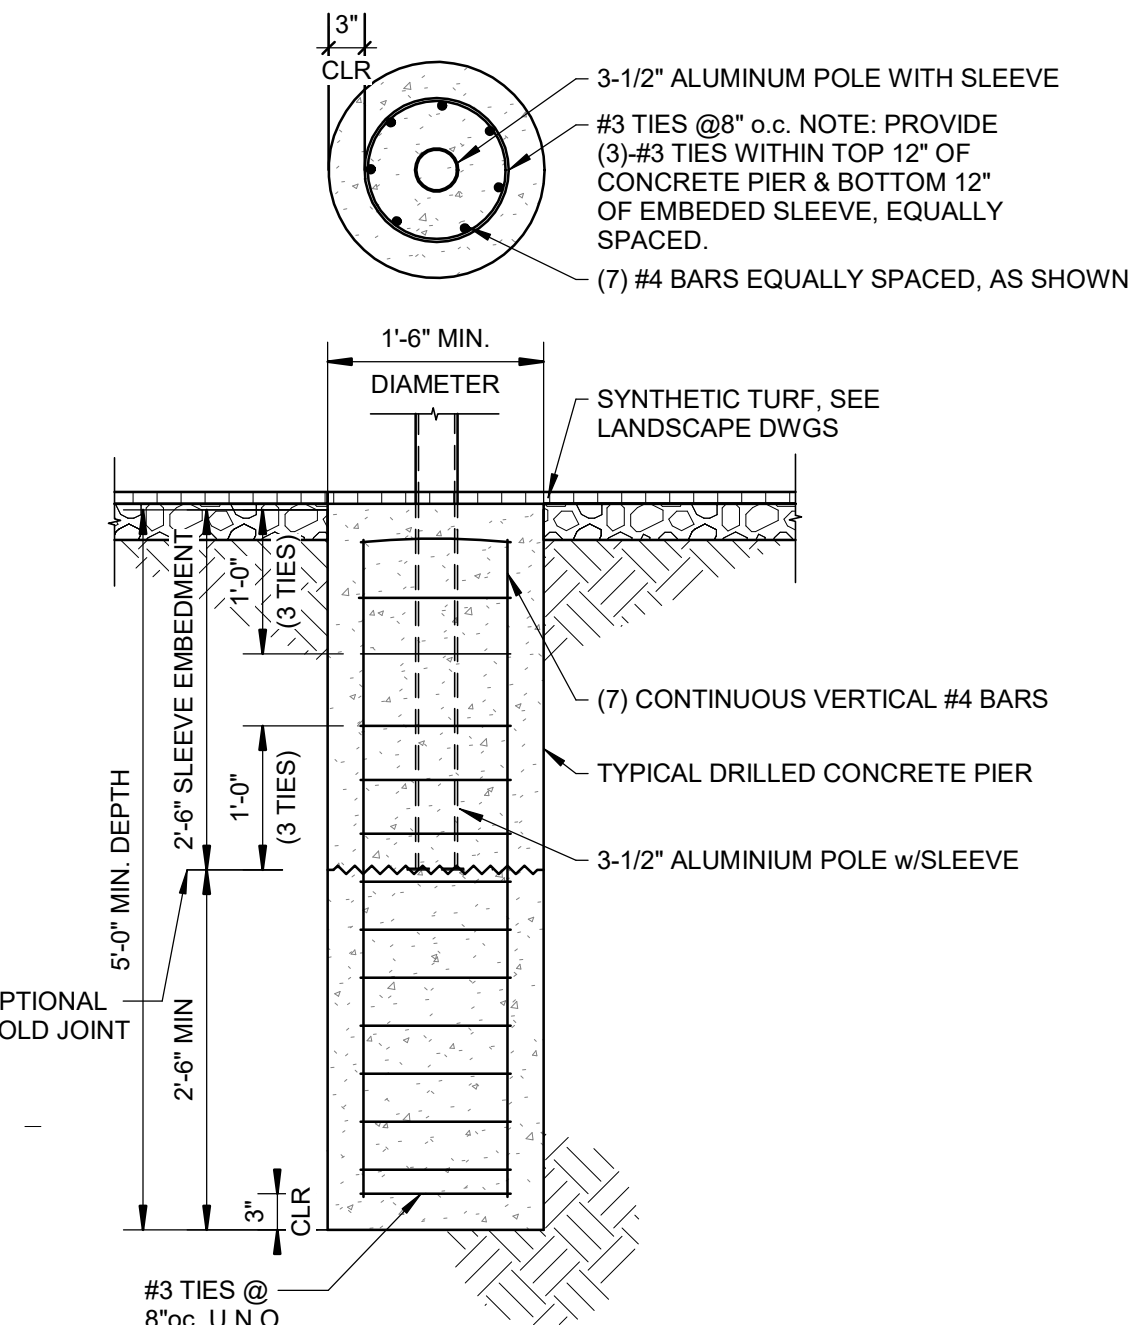 3"
CLR
3-1/2" ALUMINUM POLE WITH SLEEVE
#3 TIES @8" o.c. NOTE: PROVIDE
(3)-#3 TIES WITHIN TOP 12" OF
CONCRETE PIER & BOTTOM 12"
OF EMBEDED SLEEVE, EQUALLY
SPACED.
(7) #4 BARS EQUALLY SPACED, AS SHOWN
1'-6" MIN.
DIAMETER
SYNTHETIC TURF, SEE
LANDSCAPE DWGS
5'-0" MIN. DEPTH
2'-6" SLEEVE EMBEDMENT
1'-0"
(3 TIES)
1'-0"
(3 TIES)
(7) CONTINUOUS VERTICAL #4 BARS
TYPICAL DRILLED CONCRETE PIER
3-1/2" ALUMINIUM POLE w/SLEEVE
PTIONAL
OLD JOINT
2'-6" MIN
3"
CLR
#3 TIES @
8"oc. U.N.O